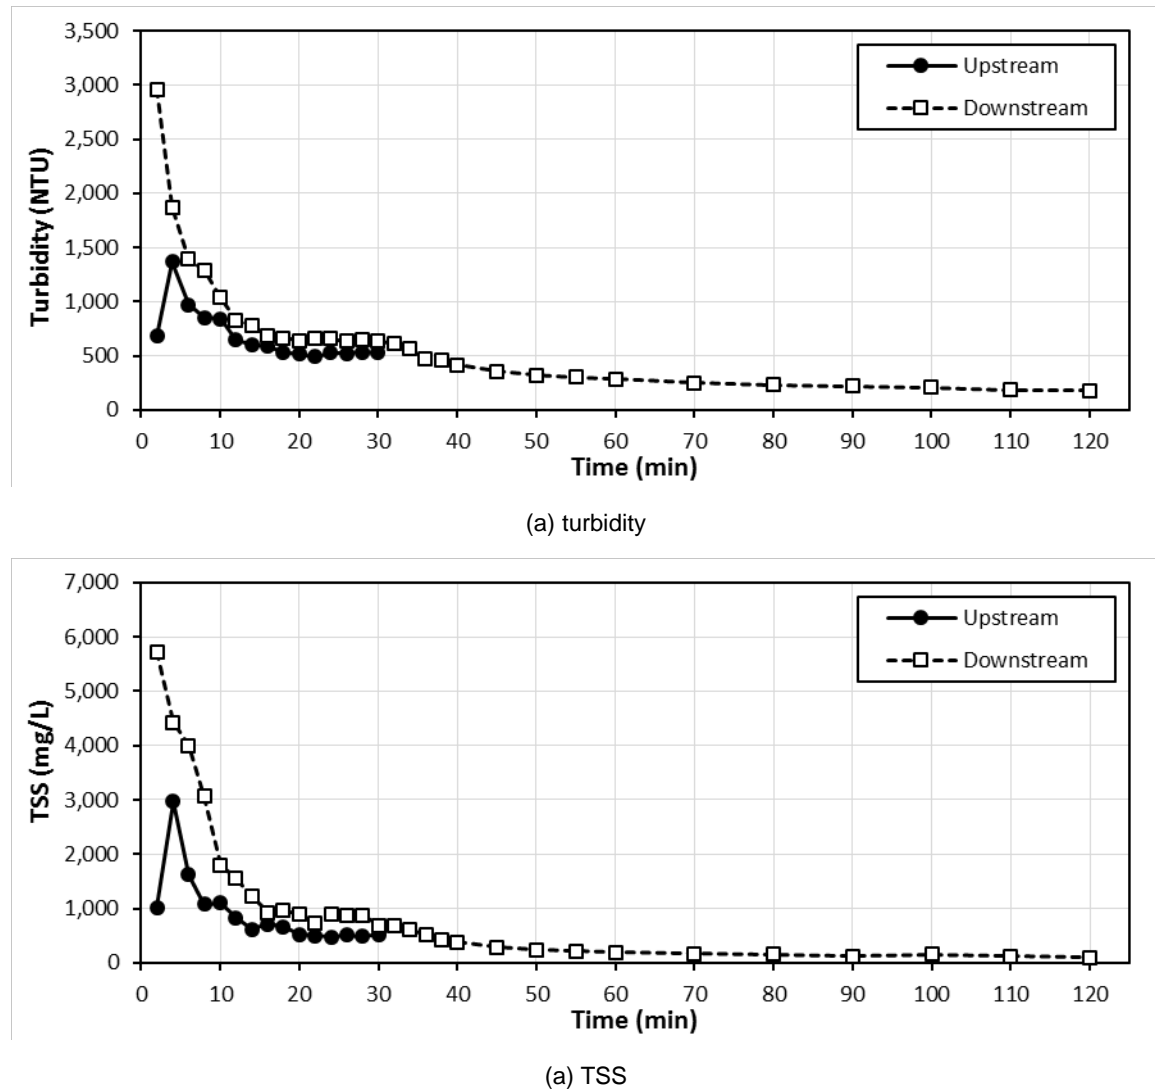 3,500
3,000
2,500
2,000
1,500
1,000
500
0
Turbidity (NTU)
Upstream
Downstream
0 10 20 30 40 50 60 70 80 90 100 110 120
Time (min)
(a) turbidity
7,000
6,000
5,000
4,000
3,000
2,000
1,000
0
TSS (mg/L)
Upstream
Downstream
0 10 20 30 40 50 60 70 80 90 100 110 120
Time (min)
(a) TSS